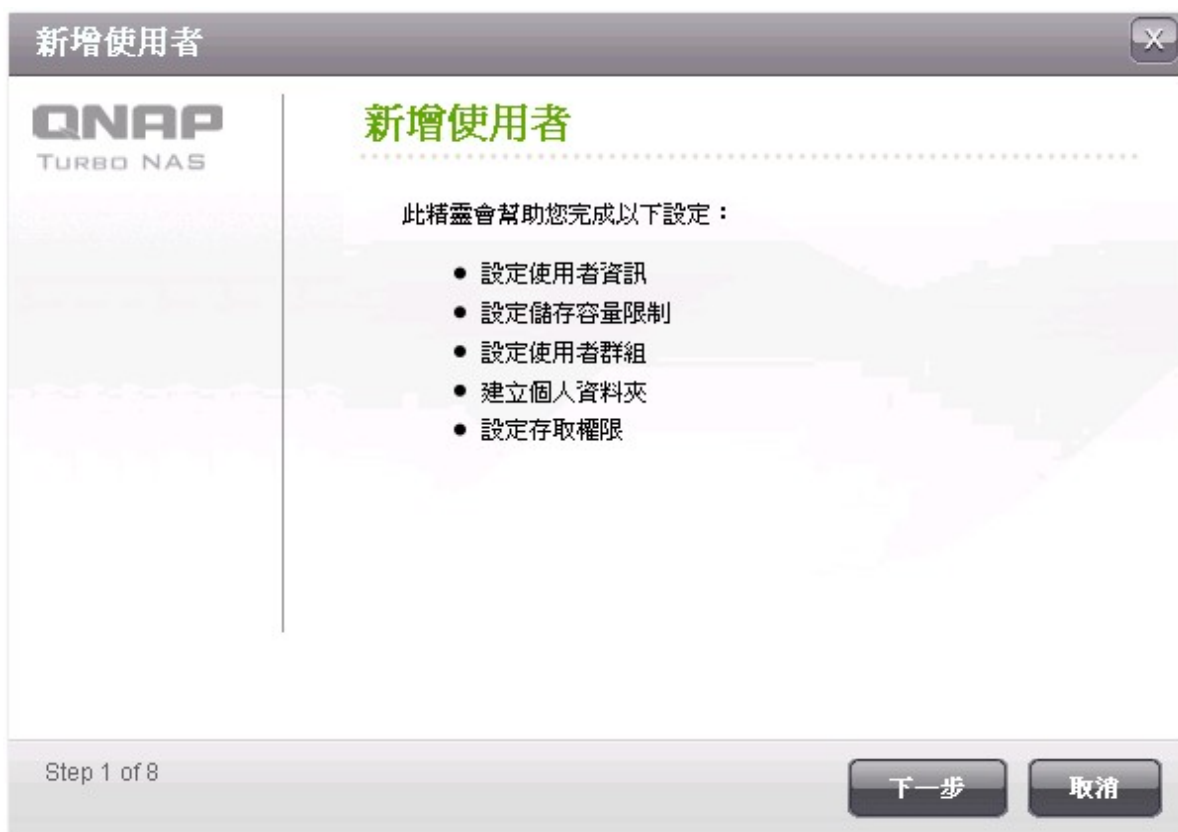 新增使用者
X
QNAP
TURBO NAS
新增使用者
此精靈會幫助您完成以下設定：
● 設定使用者資訊
● 設定儲存容量限制
● 設定使用者群組
● 建立個人資料夾
● 設定存取權限
Step 1 of 8
下一步
取消